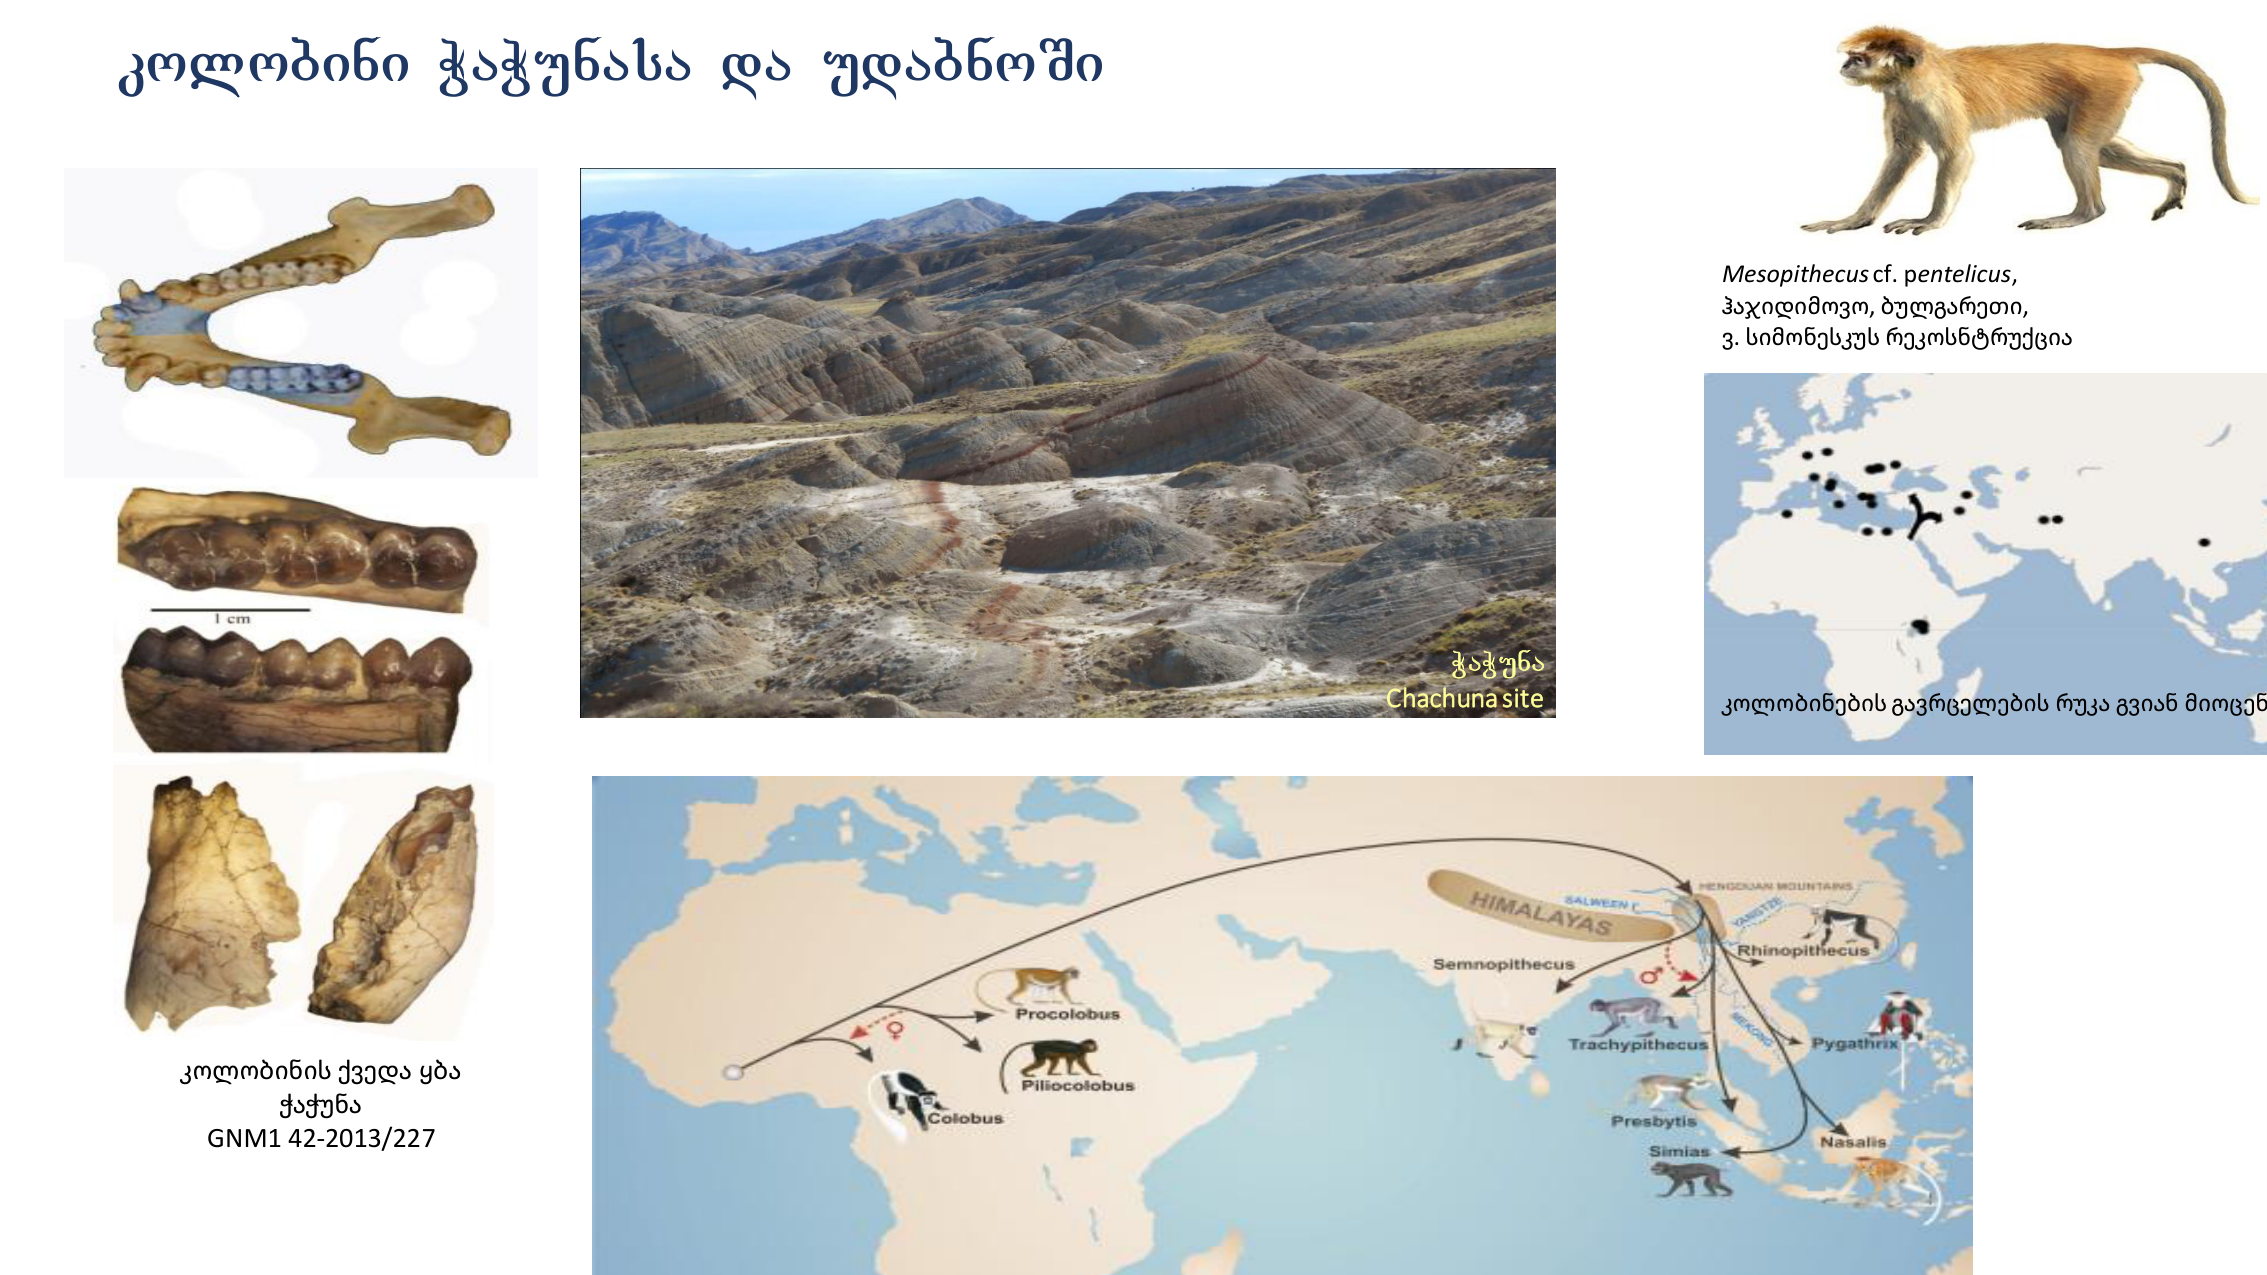 კოლობინი ჭაჭუნასა და უდაბნოში
Mesopithecus cf. pentelicus,
ჰაჯიდიმოვო, ბულგარეთი,
ვ. სიმონესკუს რეკოსნტრუქცია
1 cm
ჭაჭუნა
Chachuna site
კოლობინების გავრცელების რუკა გვიან მიოცენ
კოლობინის ქვედა ყბა
ჭაჭუნა
GNM1 42-2013/227
HENGDUAN MOUNTAINS
HIMALAYAS
SALWEEN
YANGTZE
Rhinopithecus
Semnopithecus
♂
Procolobus
♀
MEKONG
Trachypithecus
Pygathrix
Piliocolobus
Colobus
Presbytis
Nasalis
Simias